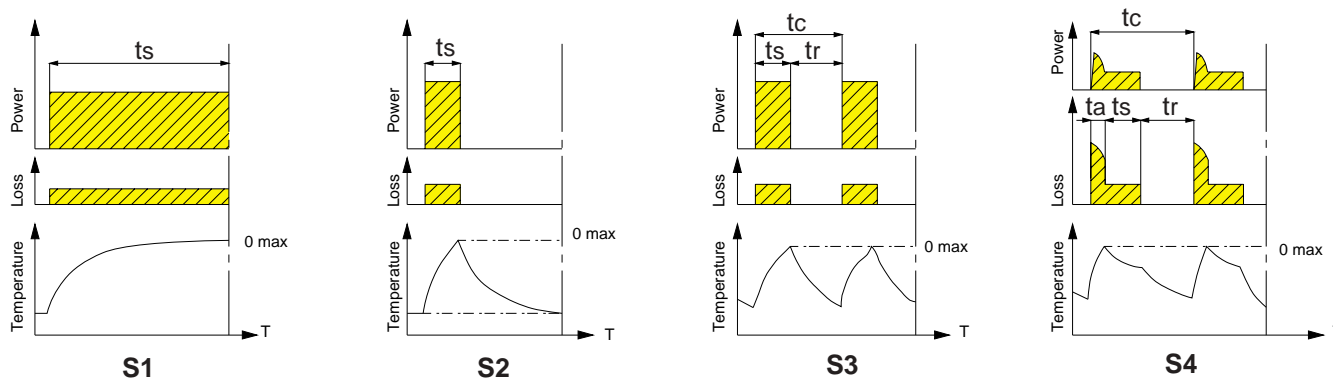 Power
ts
Loss
Temperature
0 max
T
S1
ts
Power
Loss
Temperature
0 max
T
S2
tc
ts tr
Power
Loss
Temperature
0 max
T
S3
tc
Power
ta ts tr
Loss
Temperature
0 max
S4